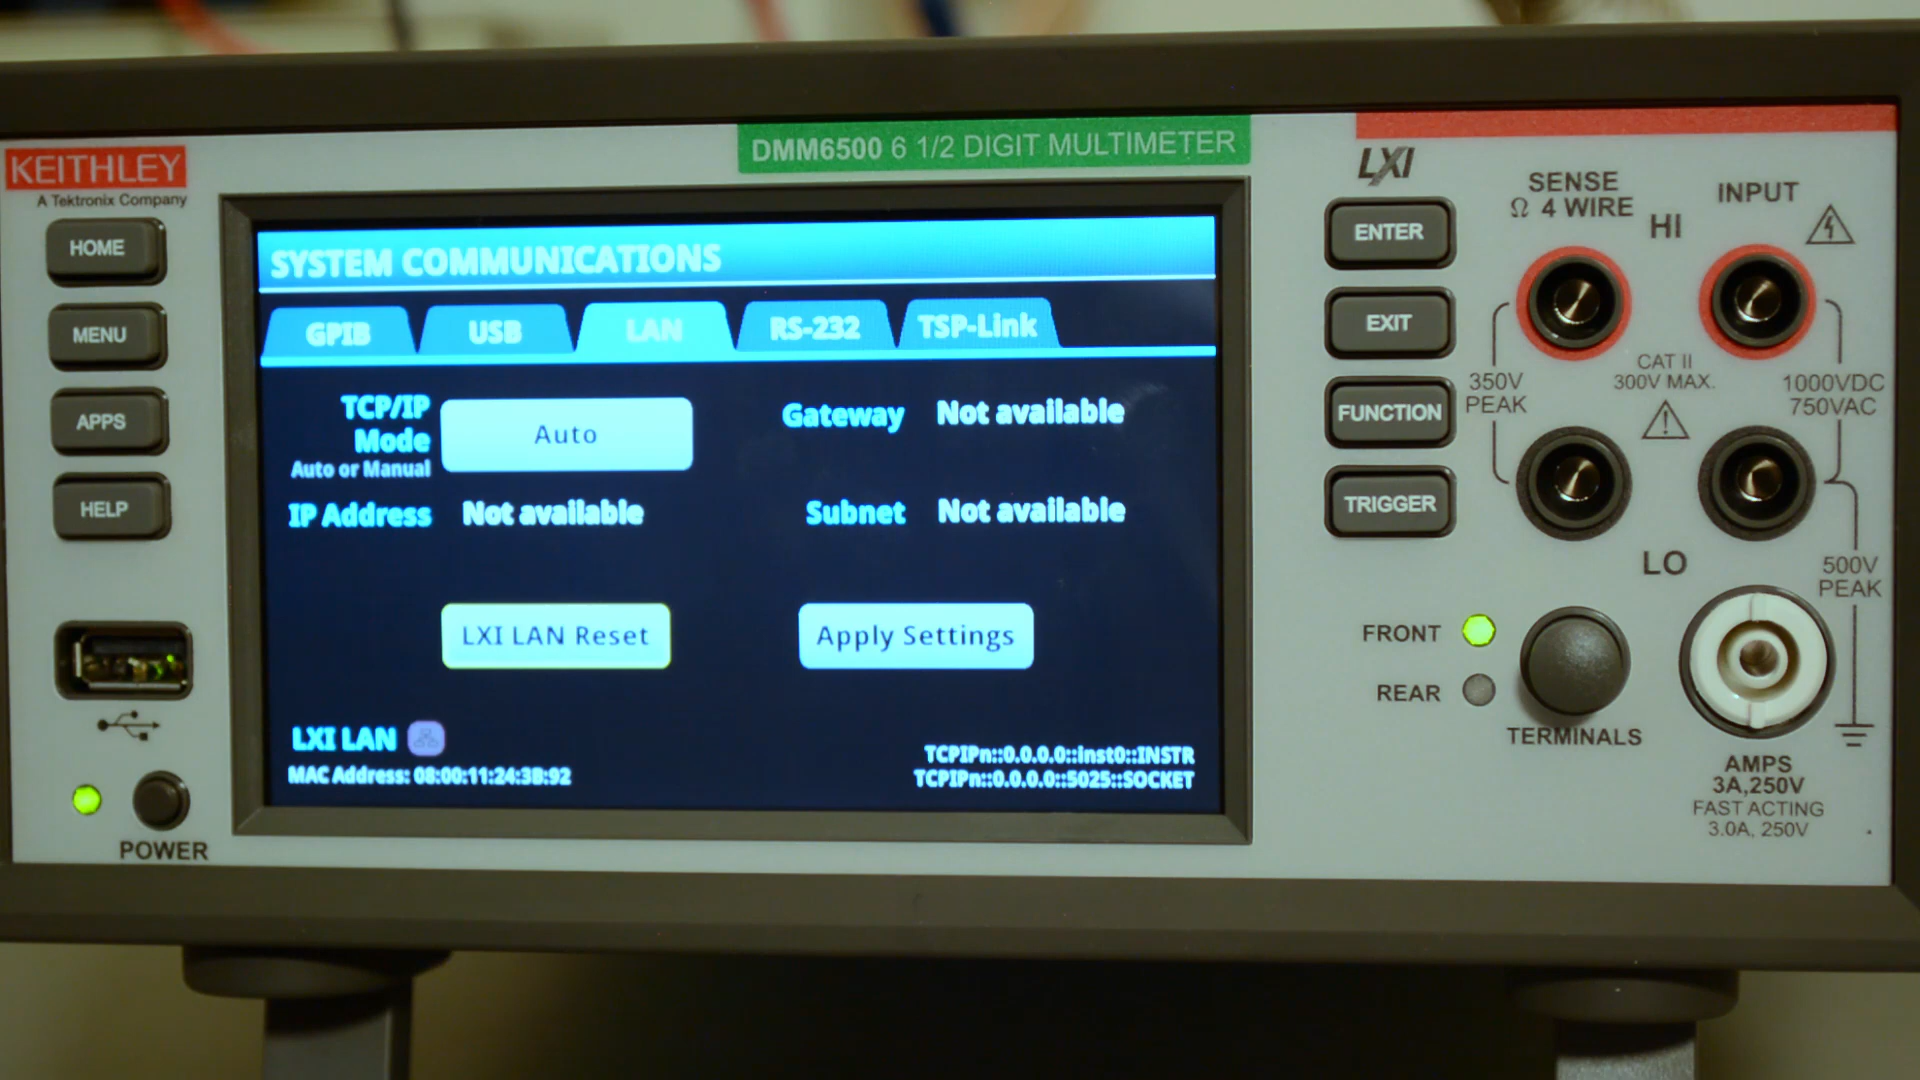 KEITHLEY
A Tektronix Company
DMM6500 6 1/2 DIGIT MULTIMETER
HOME
MENU
APPS
HELP
POWER
SYSTEM COMMUNICATIONS
GPIB USB LAN RS-232 TSP-Link
TCP/IP
Mode
Auto or Manual
Auto
Gateway Not available
IP Address Not available
Subnet Not available
LXI LAN Reset
Apply Settings
LXI LAN
MAC Address: 08:00:11:24:3B:92
TCPIPn::0.0.0.0::inst0::INSTR
TCPIPn::0.0.0.0::5025::SOCKET
LXI
ENTER
EXIT
FUNCTION
TRIGGER
SENSE
Ω 4 WIRE
HI
INPUT
350V
PEAK
CAT II
300V MAX.
1000VDC
750VAC
LO
500V
PEAK
FRONT
REAR
TERMINALS
AMPS
3A,250V
FAST ACTING
3.0A, 250V